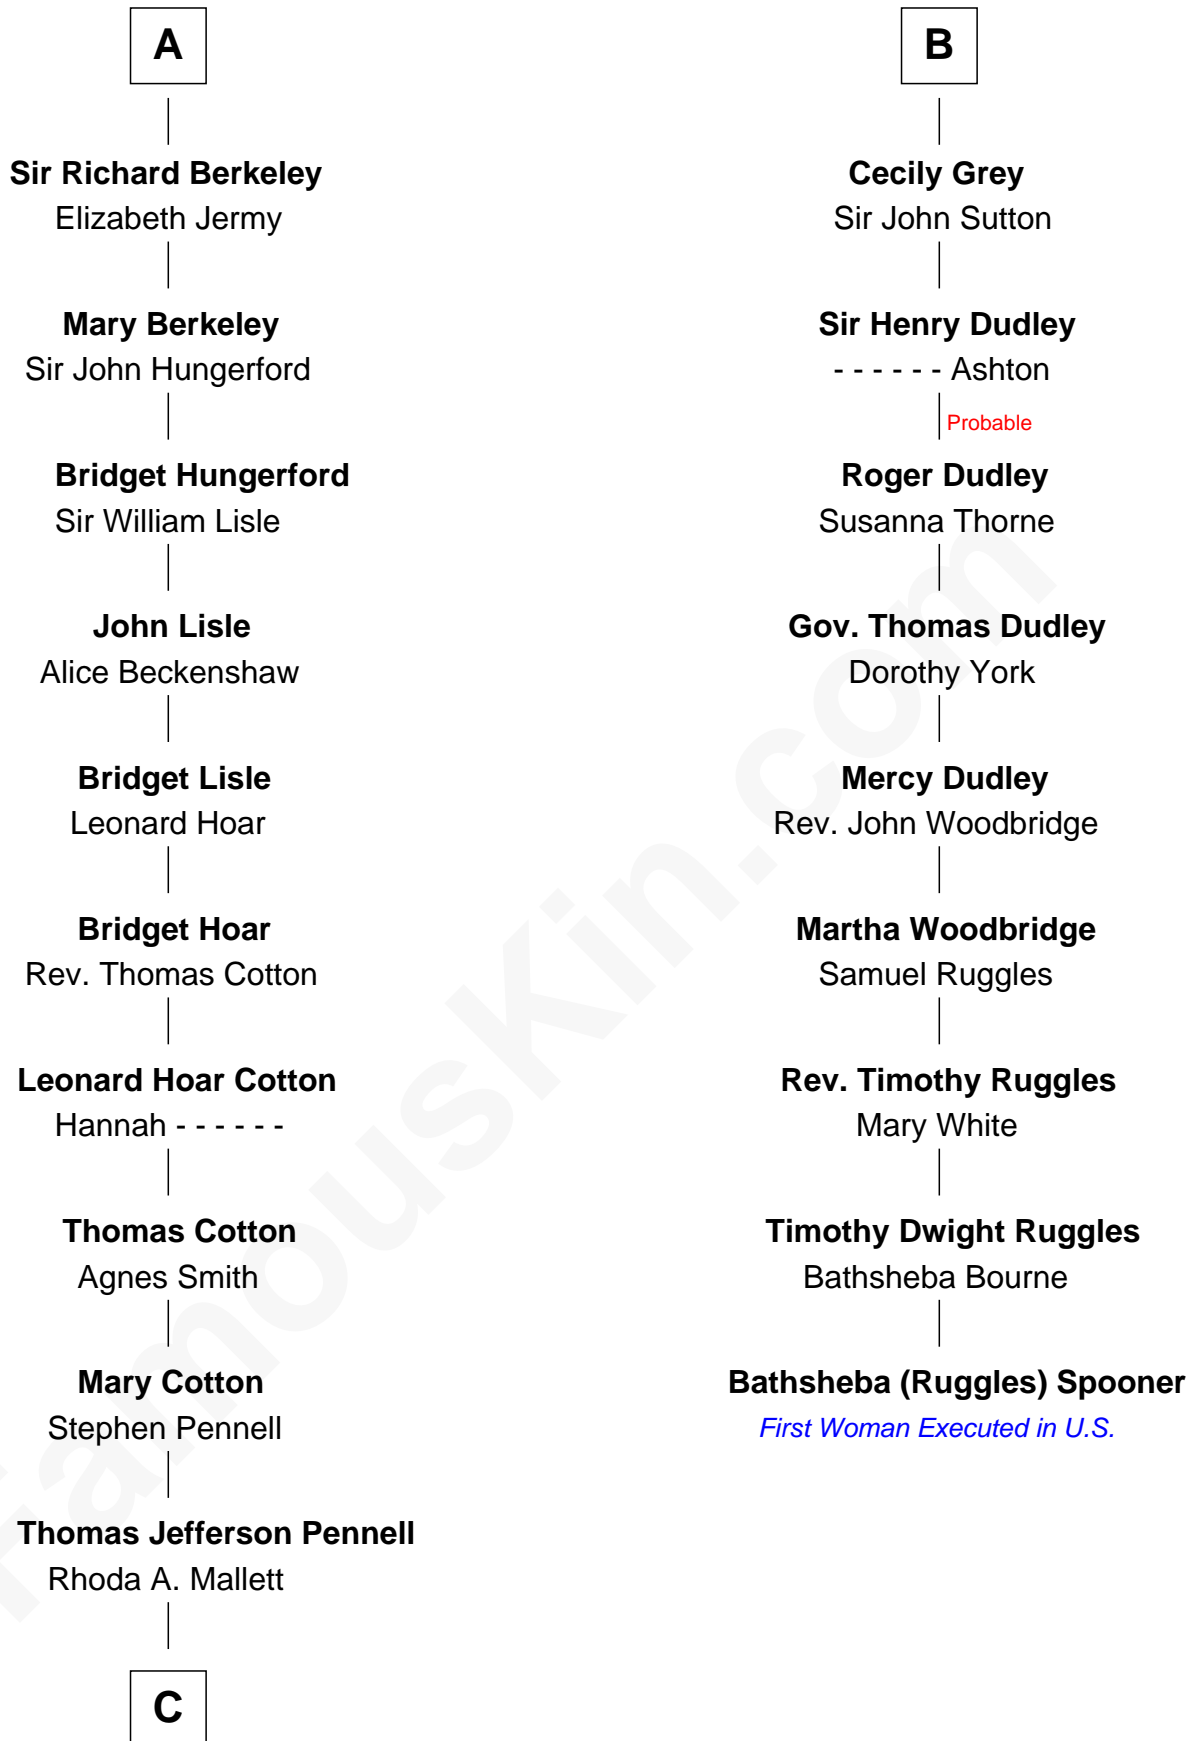 A
Sir Richard Berkeley
Elizabeth Jermy
Mary Berkeley
Sir John Hungerford
Bridget Hungerford
Sir William Lisle
John Lisle
Alice Beckenshaw
Bridget Lisle
Leonard Hoar
Bridget Hoar
Rev. Thomas Cotton
Leonard Hoar Cotton
Hannah - - - - - -
Thomas Cotton
Agnes Smith
Mary Cotton
Stephen Pennell
Thomas Jefferson Pennell
Rhoda A. Mallett
C
B
Cecily Grey
Sir John Sutton
Sir Henry Dudley
- - - - - - Ashton
Probable
Roger Dudley
Susanna Thorne
Gov. Thomas Dudley
Dorothy York
Mercy Dudley
Rev. John Woodbridge
Martha Woodbridge
Samuel Ruggles
Rev. Timothy Ruggles
Mary White
Timothy Dwight Ruggles
Bathsheba Bourne
Bathsheba (Ruggles) Spooner
First Woman Executed in U.S.
FamousKin.com